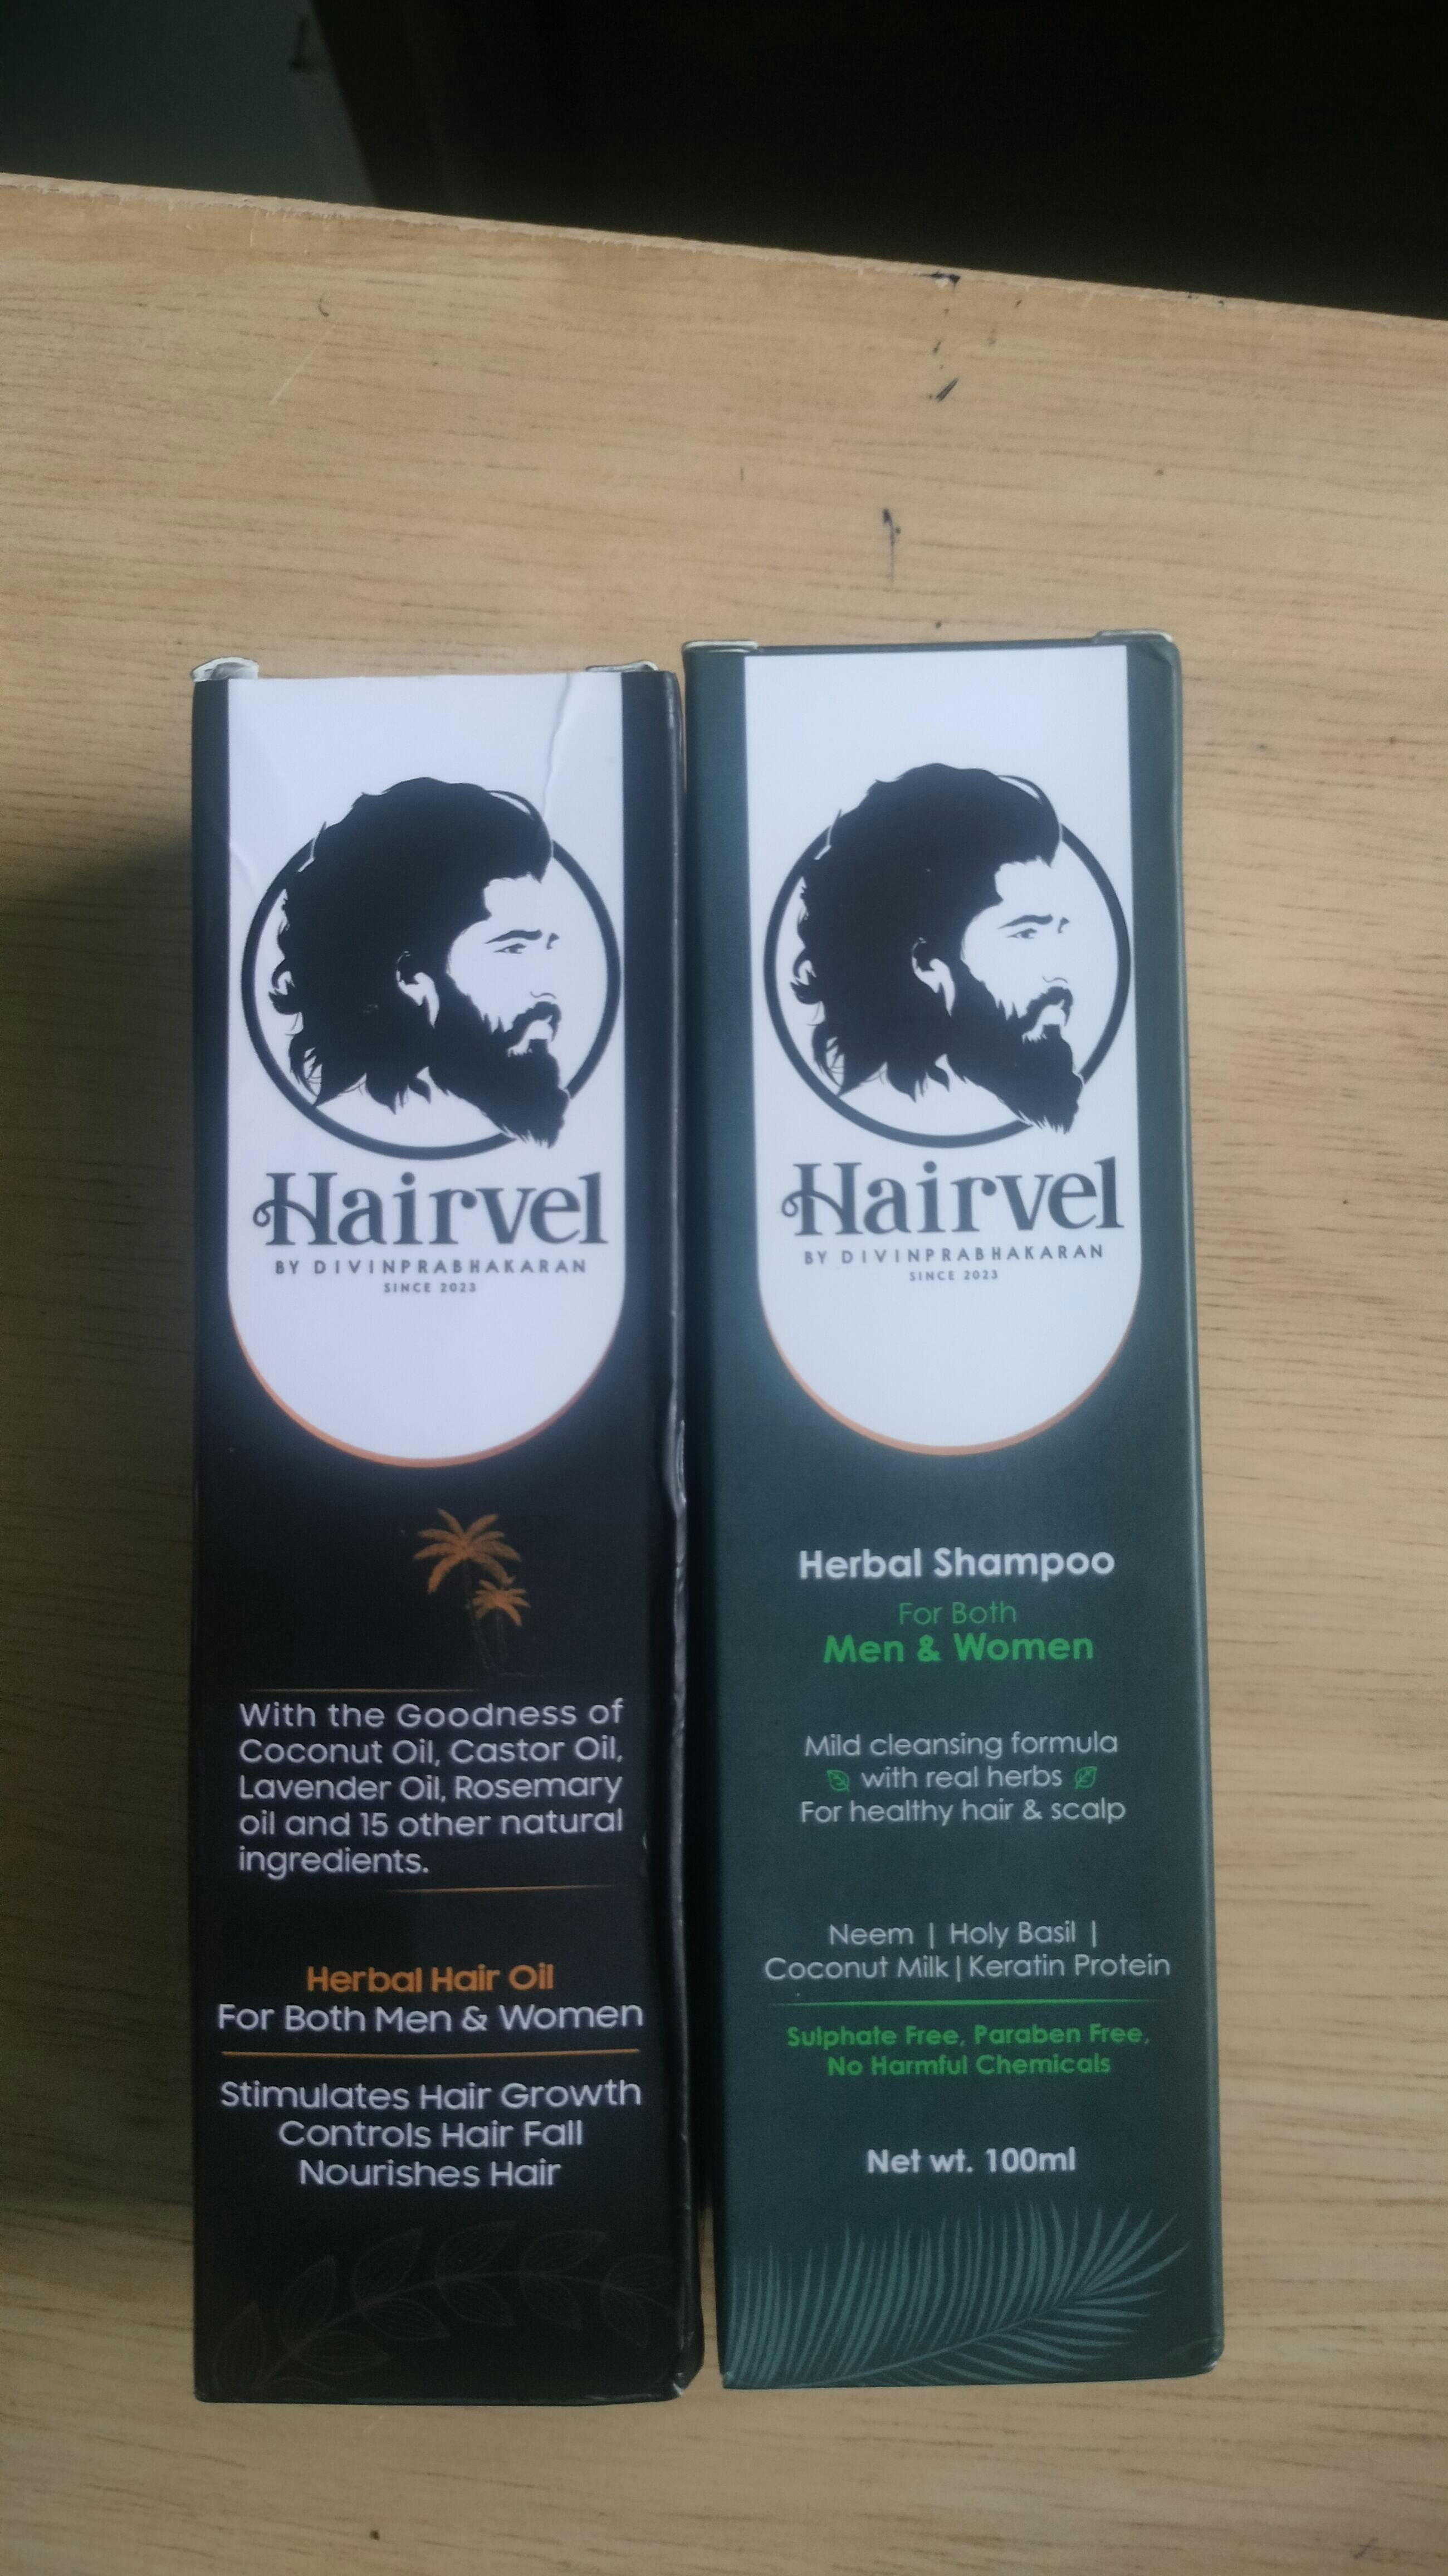 Hairvel
BY DIVINPRABHAKARAN
SINCE 2023
With the Goodness of
Coconut Oil, Castor Oil,
Lavender Oil, Rosemary
oil and 15 other natural
ingredients.
Herbal Hair Oil
For Both Men & Women
Stimulates Hair Growth
Controls Hair Fall
Nourishes Hair
Hairvel
BY DIVINPRABHAKARAN
SINCE 2023
Herbal Shampoo
For Both
Men & Women
Mild cleansing formula
with real herbs
For healthy hair & scalp
Neem | Holy Basil |
Coconut Milk | Keratin Protein
Sulphate Free, Paraben Free,
No Harmful Chemicals
Net wt. 100ml